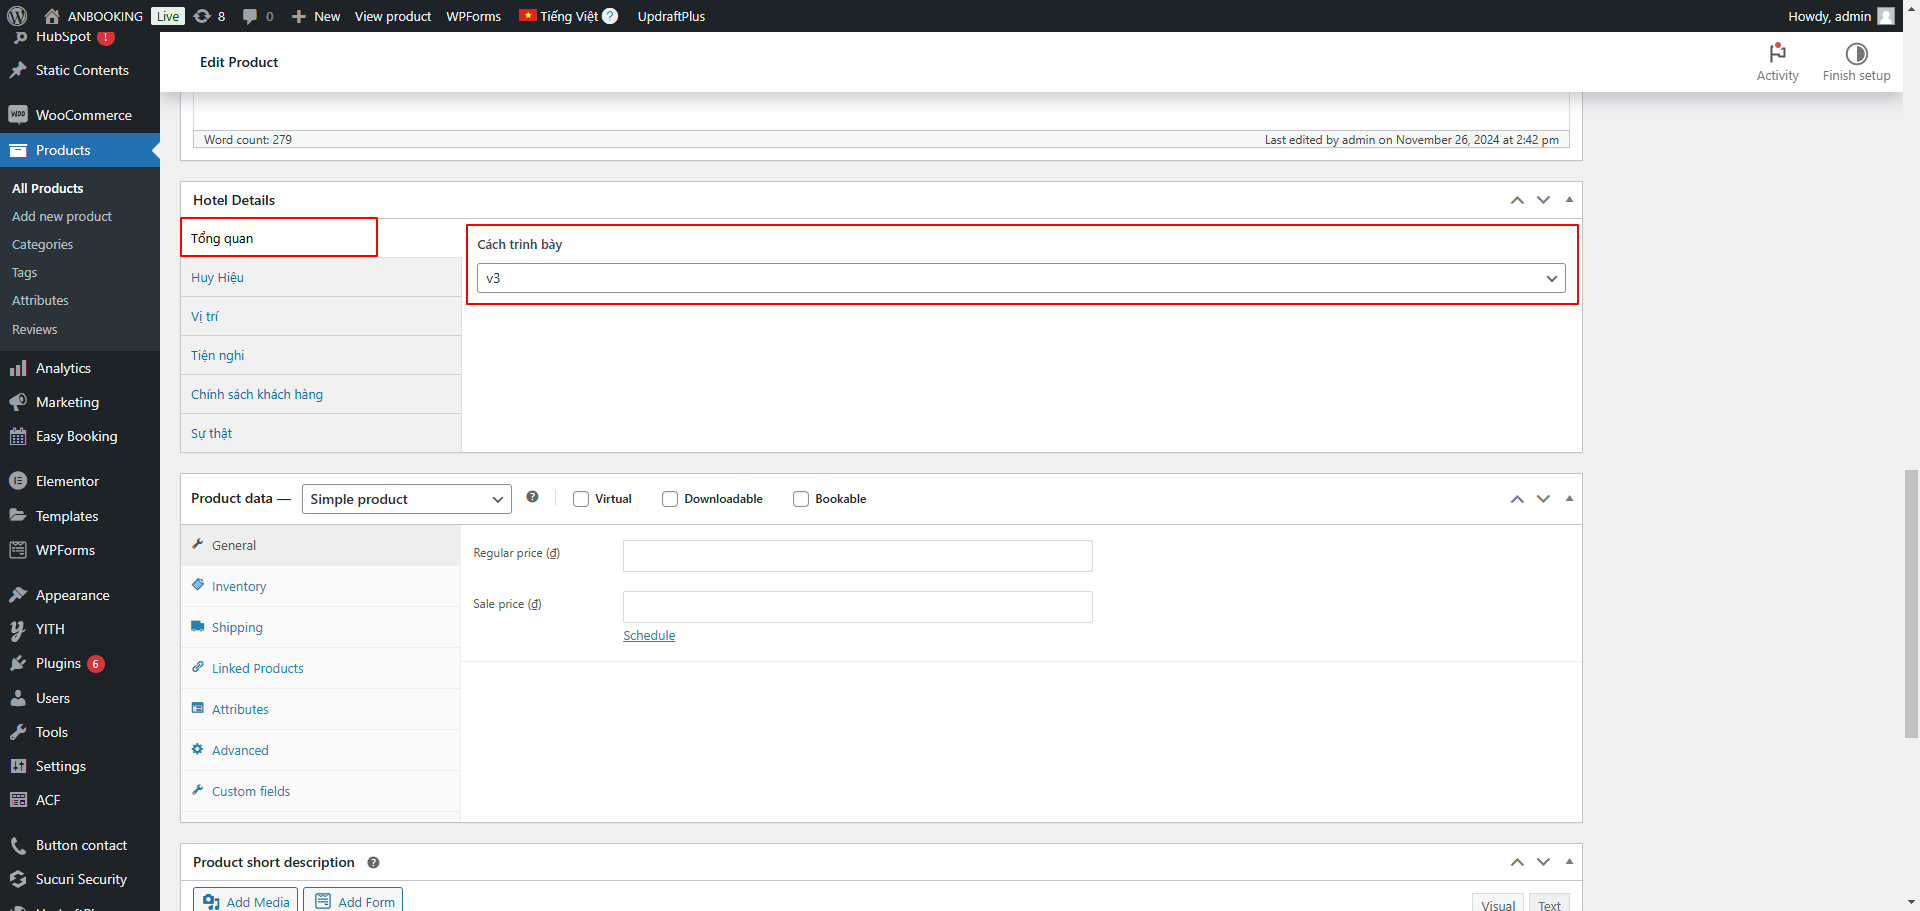 ANBOOKING Live 8 0 New View product WPForms Tiếng Việt ? UpdraftPlus Howdy, admin
HubSpot !
Static Contents
WooCommerce
Products
All Products
Add new product
Categories
Tags
Attributes
Reviews
Analytics
Marketing
Easy Booking
Elementor
Templates
WPForms
Appearance
YITH
Plugins 6
Users
Tools
Settings
ACF
Button contact
Sucuri Security
Edit Product
Activity
Finish setup
Word count: 279
Last edited by admin on November 26, 2024 at 2:42 pm
Hotel Details
Tổng quan
Huy Hiệu
Vị trí
Tiện nghi
Chính sách khách hàng
Sự thật
Cách trình bày
v3
Product data — Simple product ? Virtual Downloadable Bookable
General
Inventory
Shipping
Linked Products
Attributes
Advanced
Custom fields
Regular price (₫)
Sale price (₫)
Schedule
Product short description ?
Add Media Add Form
Visual Text